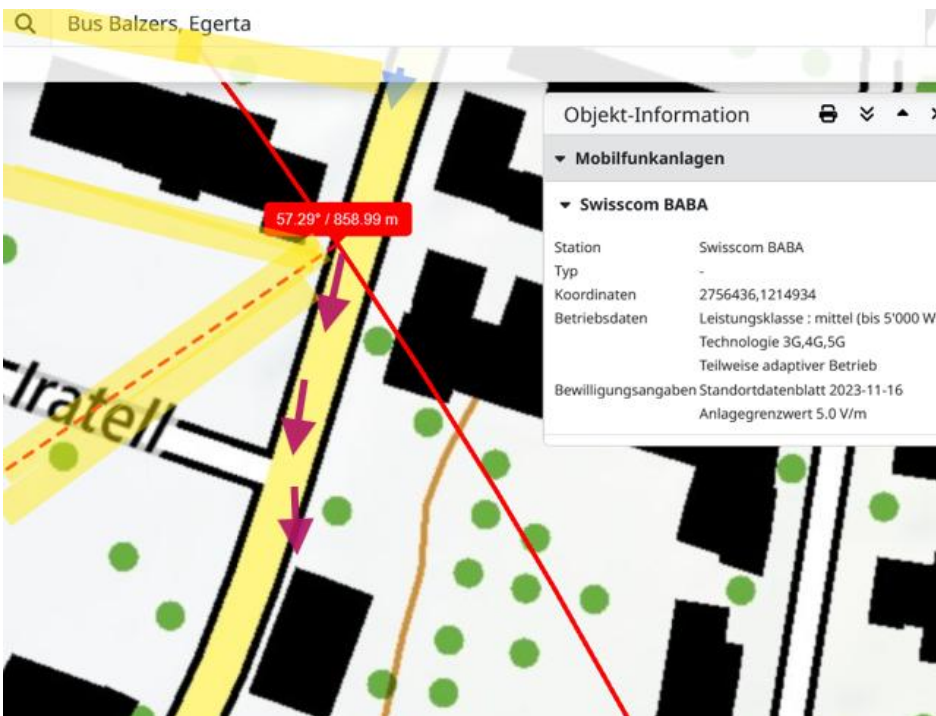 Bus Balzers, Egerta
Objekt-Information
Mobilfunkanlagen
Swisscom BABA
57.29° / 858.99 m
Station Swisscom BABA
Typ -
Koordinaten 2756436,1214934
Betriebsdaten Leistungsklasse : mittel (bis 5'000 W
Technologie 3G,4G,5G
Teilweise adaptiver Betrieb
Bewilligungsangaben Standortdatenblatt 2023-11-16
Anlagegrenzwert 5.0 V/m
Iratell